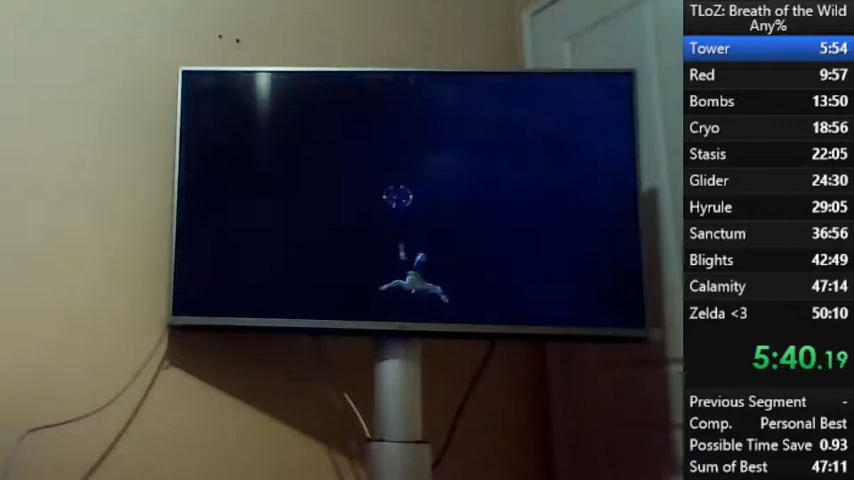 TLoZ: Breath of the Wild
Any%
Tower 5:54
Red 9:57
Bombs 13:50
Cryo 18:56
Stasis 22:05
Glider 24:30
Hyrule 29:05
Sanctum 36:56
Blights 42:49
Calamity 47:14
Zelda <3 50:10
5:40.19
Previous Segment -
Comp. Personal Best
Possible Time Save 0.93
Sum of Best 47:11